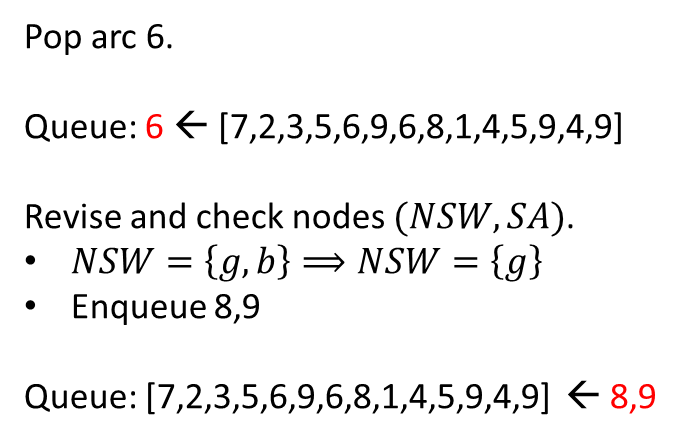 Pop arc 6.
Queue: 6 ← [7,2,3,5,6,9,6,8,1,4,5,9,4,9]
Revise and check nodes (NSW, SA).
• NSW = {g, b} ⟹ NSW = {g}
• Enqueue 8,9
Queue: [7,2,3,5,6,9,6,8,1,4,5,9,4,9] ← 8,9